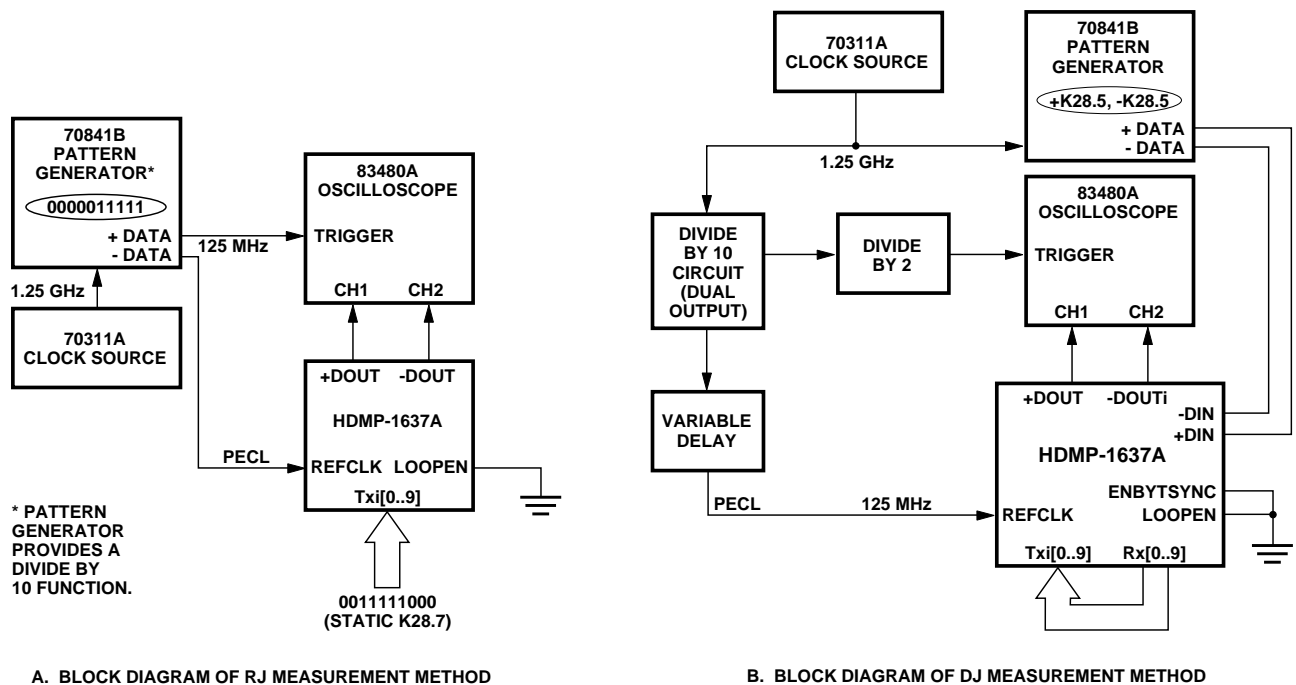 70841B
PATTERN
GENERATOR*
0000011111
+ DATA
- DATA
1.25 GHz
70311A
CLOCK SOURCE
125 MHz
83480A
OSCILLOSCOPE
TRIGGER
CH1 CH2
+DOUT -DOUT
HDMP-1637A
PECL
REFCLK LOOPEN
Txi[0..9]
0011111000
(STATIC K28.7)
* PATTERN
GENERATOR
PROVIDES A
DIVIDE BY
10 FUNCTION.
A. BLOCK DIAGRAM OF RJ MEASUREMENT METHOD
70311A
CLOCK SOURCE
70841B
PATTERN
GENERATOR
+K28.5, -K28.5
+ DATA
- DATA
1.25 GHz
DIVIDE
BY 10
CIRCUIT
(DUAL
OUTPUT)
DIVIDE
BY 2
83480A
OSCILLOSCOPE
TRIGGER
CH1 CH2
VARIABLE
DELAY
+DOUT -DOUTi
-DIN
+DIN
HDMP-1637A
ENBYTSYNC
PECL 125 MHz
REFCLK LOOPEN
Txi[0..9] Rx[0..9]
B. BLOCK DIAGRAM OF DJ MEASUREMENT METHOD